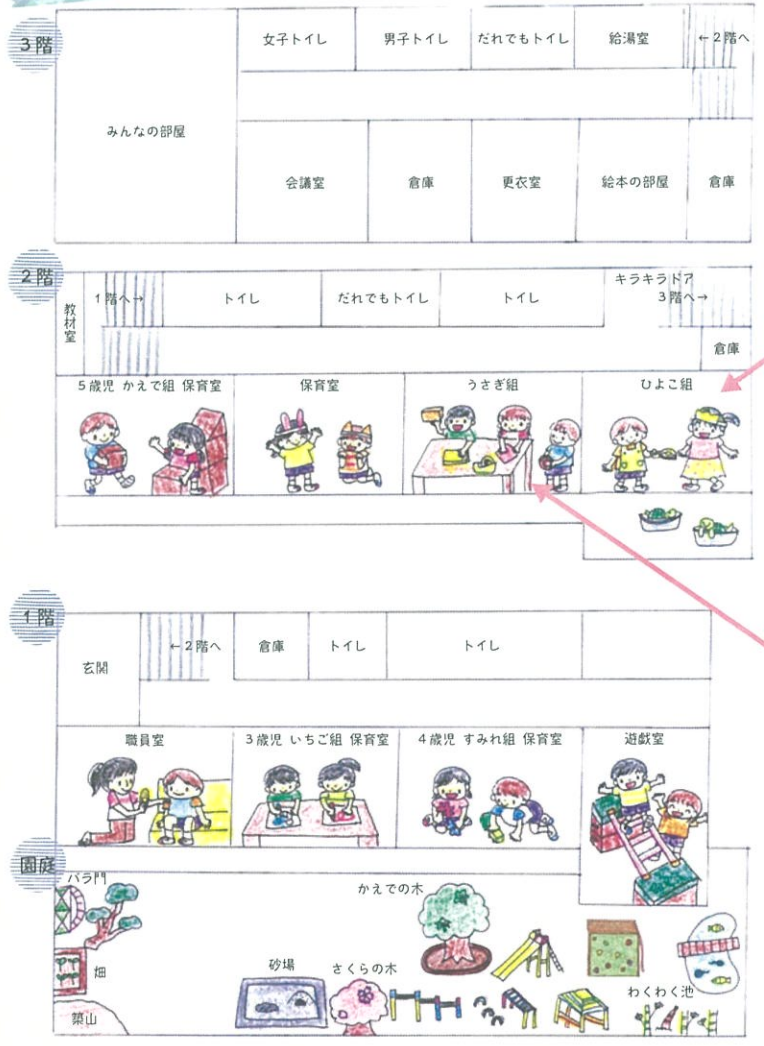 3階
女子トイレ
男子トイレ
だれでもトイレ
給湯室
←2階へ
みんなの部屋
会議室
倉庫
更衣室
絵本の部屋
倉庫
2階
教材室
1階へ→
トイレ
だれでもトイレ
トイレ
キラキラドア
3階へ→
倉庫
5歳児 かえで組 保育室
保育室
うさぎ組
ひよこ組
1階
玄関
←2階へ
倉庫
トイレ
トイレ
職員室
3歳児 いちご組 保育室
4歳児 すみれ組 保育室
遊戯室
園庭
バラ門
かえでの木
畑
砂場
さくらの木
わくわく池
築山